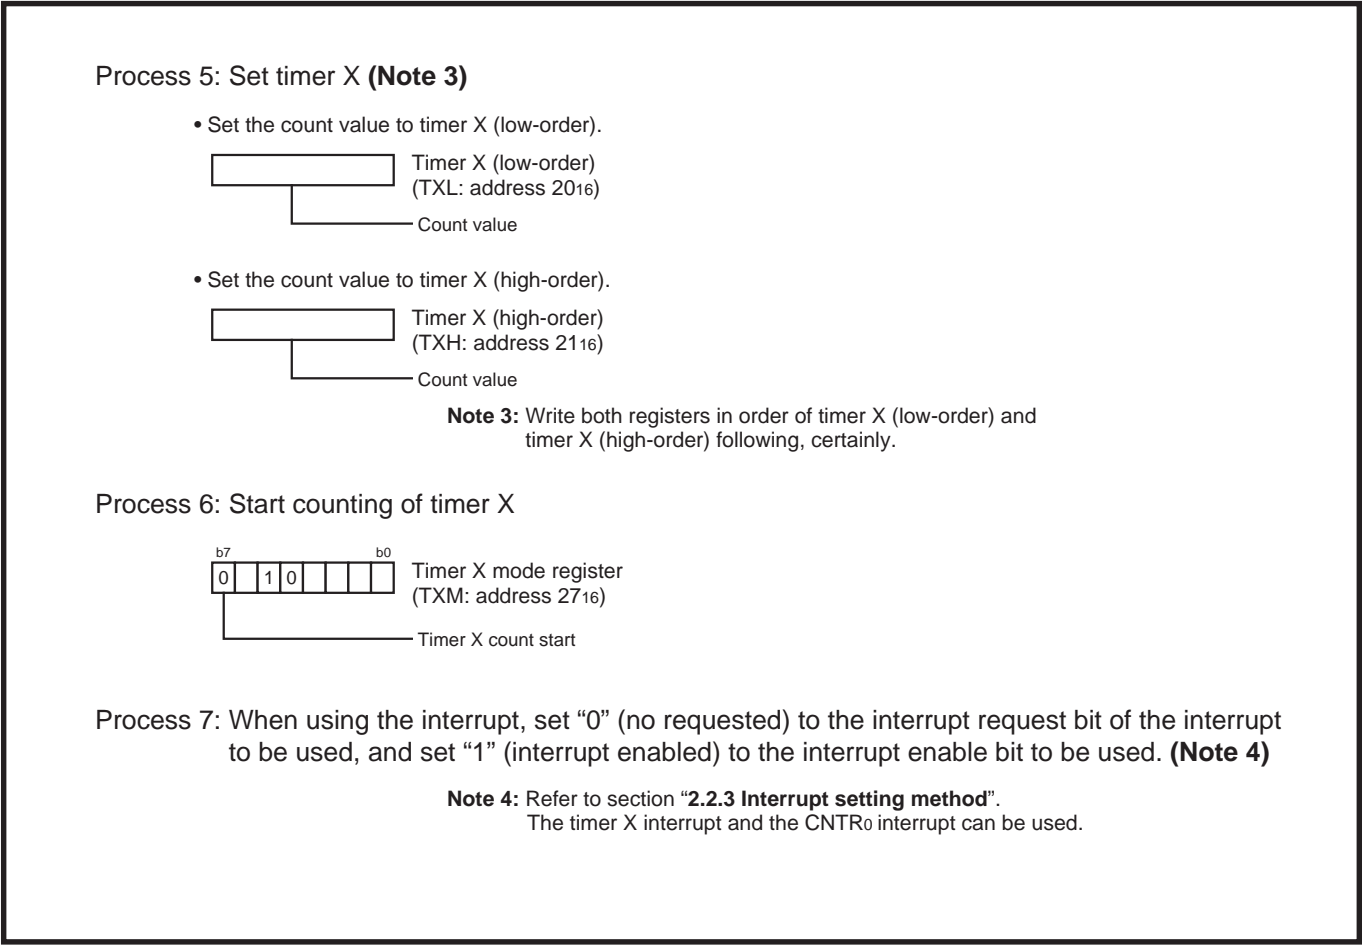 Process 5: Set timer X (Note 3)
• Set the count value to timer X (low-order).
Timer X (low-order)
(TXL: address 2016)
Count value
• Set the count value to timer X (high-order).
Timer X (high-order)
(TXH: address 2116)
Count value
Note 3: Write both registers in order of timer X (low-order) and
timer X (high-order) following, certainly.
Process 6: Start counting of timer X
b7 b0
0 1 0
Timer X mode register
(TXM: address 2716)
Timer X count start
Process 7: When using the interrupt, set “0” (no requested) to the interrupt request bit of the interrupt
to be used, and set “1” (interrupt enabled) to the interrupt enable bit to be used. (Note 4)
Note 4: Refer to section “2.2.3 Interrupt setting method”.
The timer X interrupt and the CNTR0 interrupt can be used.